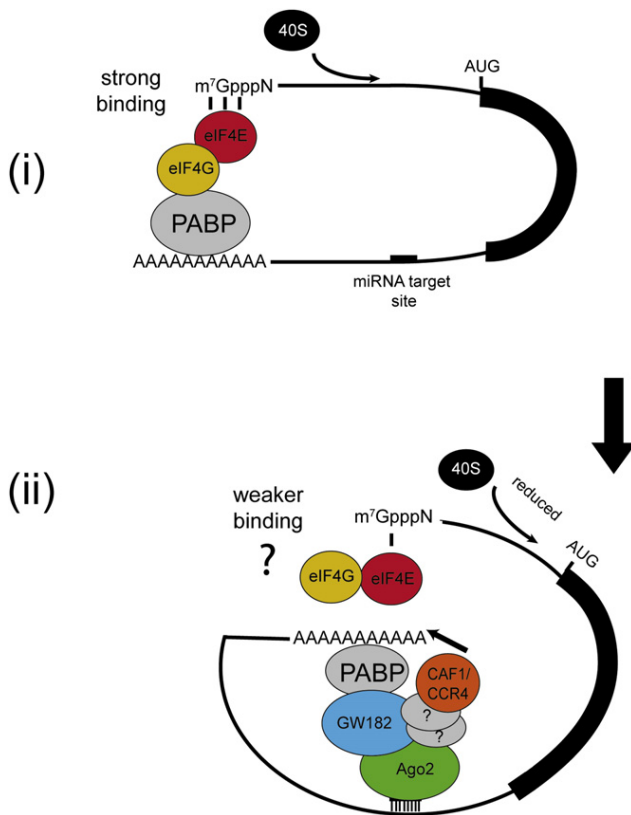 40S
AUG
strong
binding
m⁷GpppN
eIF4E
(i)
eIF4G
PABP
AAAAAAAAAAA
miRNA target
site
(ii)
40S
reduced
weaker
binding
?
m⁷GpppN
AUG
eIF4G
eIF4E
AAAAAAAAAAA
PABP
CAF1/
CCR4
GW182
?
?
Ago2